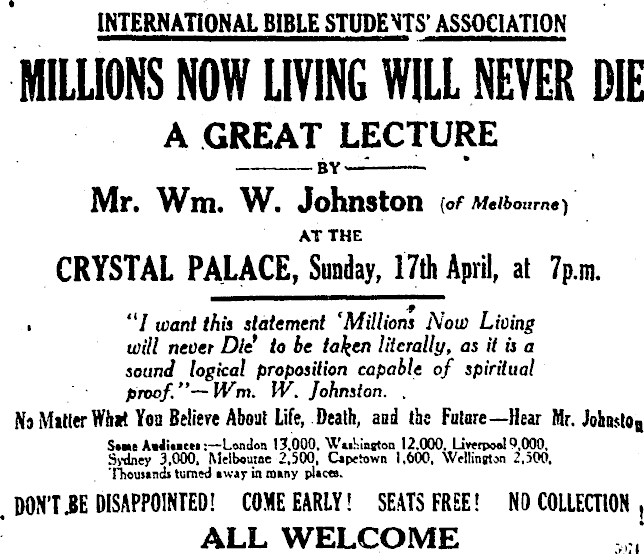 INTERNATIONAL BIBLE STUDENTS' ASSOCIATION
MILLIONS NOW LIVING WILL NEVER DIE
A GREAT LECTURE
BY
Mr. Wm. W. Johnston (of Melbourne)
AT THE
CRYSTAL PALACE, Sunday, 17th April, at 7p.m.
"I want this statement 'Millions Now Living
will never Die' to be taken literally, as it is a
sound logical proposition capable of spiritual
proof."—Wm. W. Johnston.
No Matter What You Believe About Life, Death, and the Future—Hear Mr. Johnston
Some Audiences:—London 13,000, Washington 12,000, Liverpool 9,000,
Sydney 3,000, Melbourne 2,500, Capetown 1,600, Wellington 2,500,
Thousands turned away in many places.
DON'T BE DISAPPOINTED! COME EARLY! SEATS FREE! NO COLLECTION!
ALL WELCOME